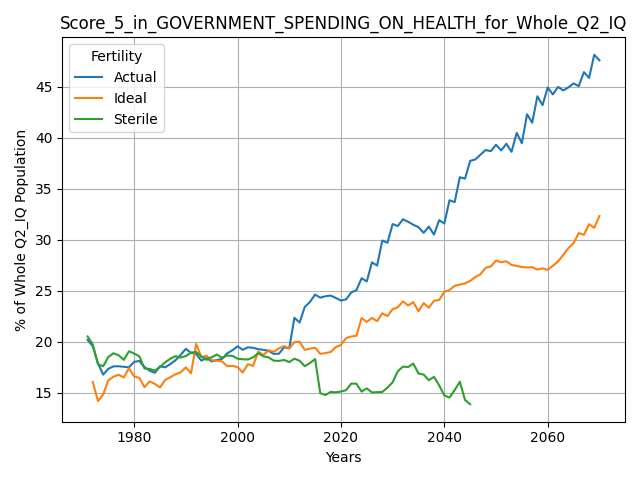 Score_5_in_GOVERNMENT_SPENDING_ON_HEALTH_for_Whole_Q2_IQ
Fertility
Actual
Ideal
Sterile
% of Whole Q2_IQ Population
45
40
35
30
25
20
15
1980
2000
2020
2040
2060
Years